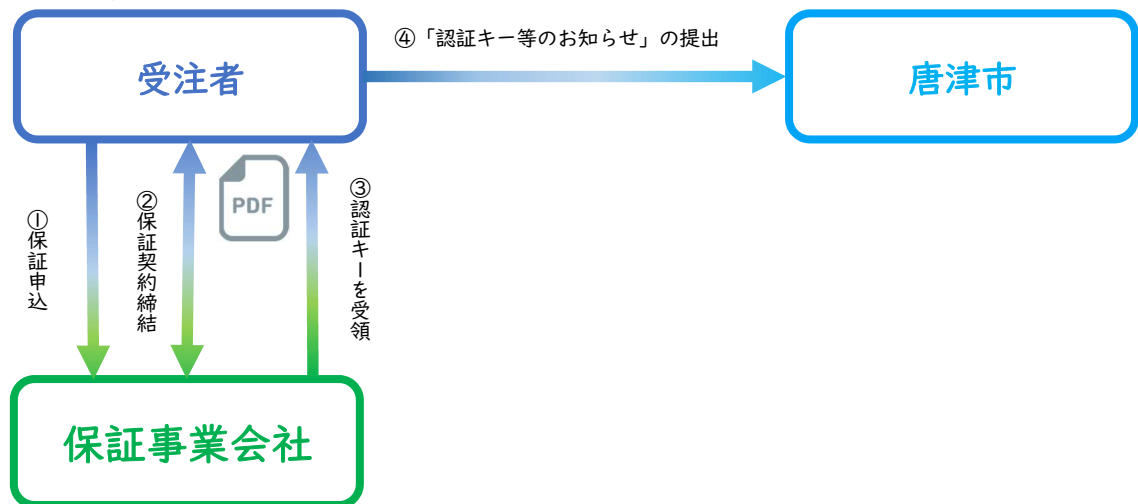 受注者
④「認証キー等のお知らせ」の提出
唐津市
①保証申込
②保証契約締結
PDF
③認証キーを受領
保証事業会社